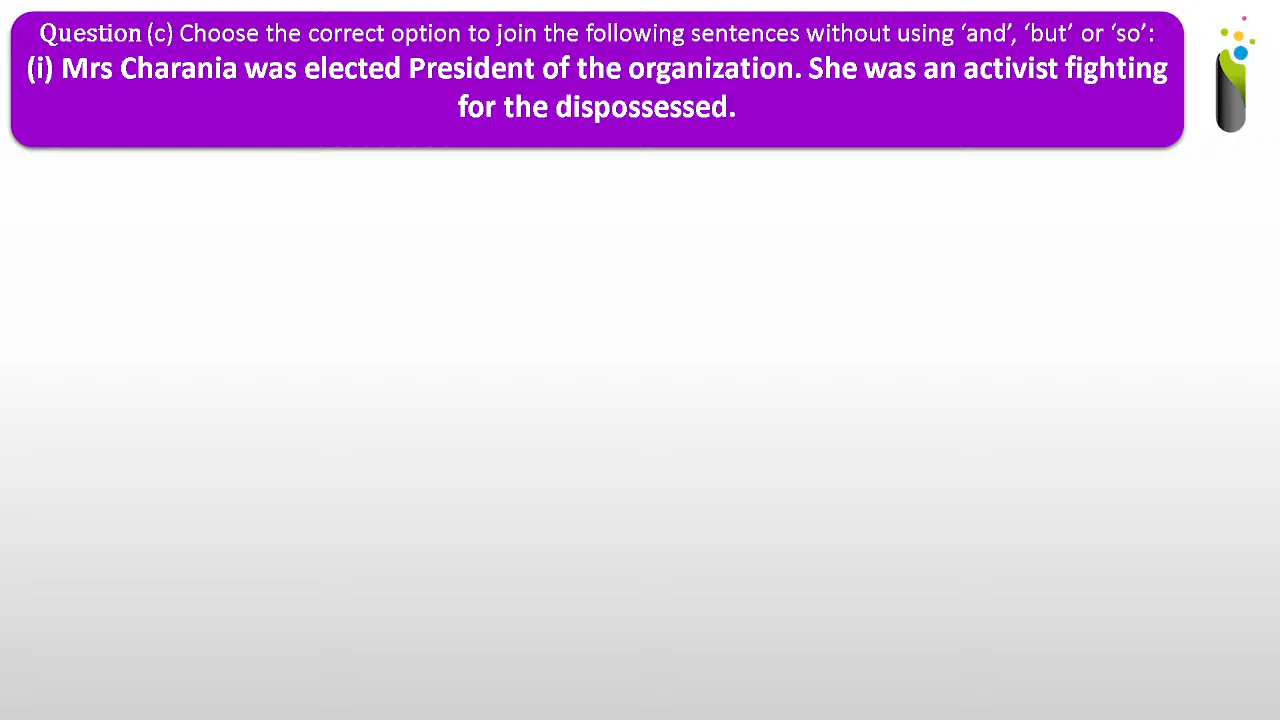 Question (c) Choose the correct option to join the following sentences without using ‘and’, ‘but’ or ‘so’:
(i) Mrs Charania was elected President of the organization. She was an activist fighting
for the dispossessed.